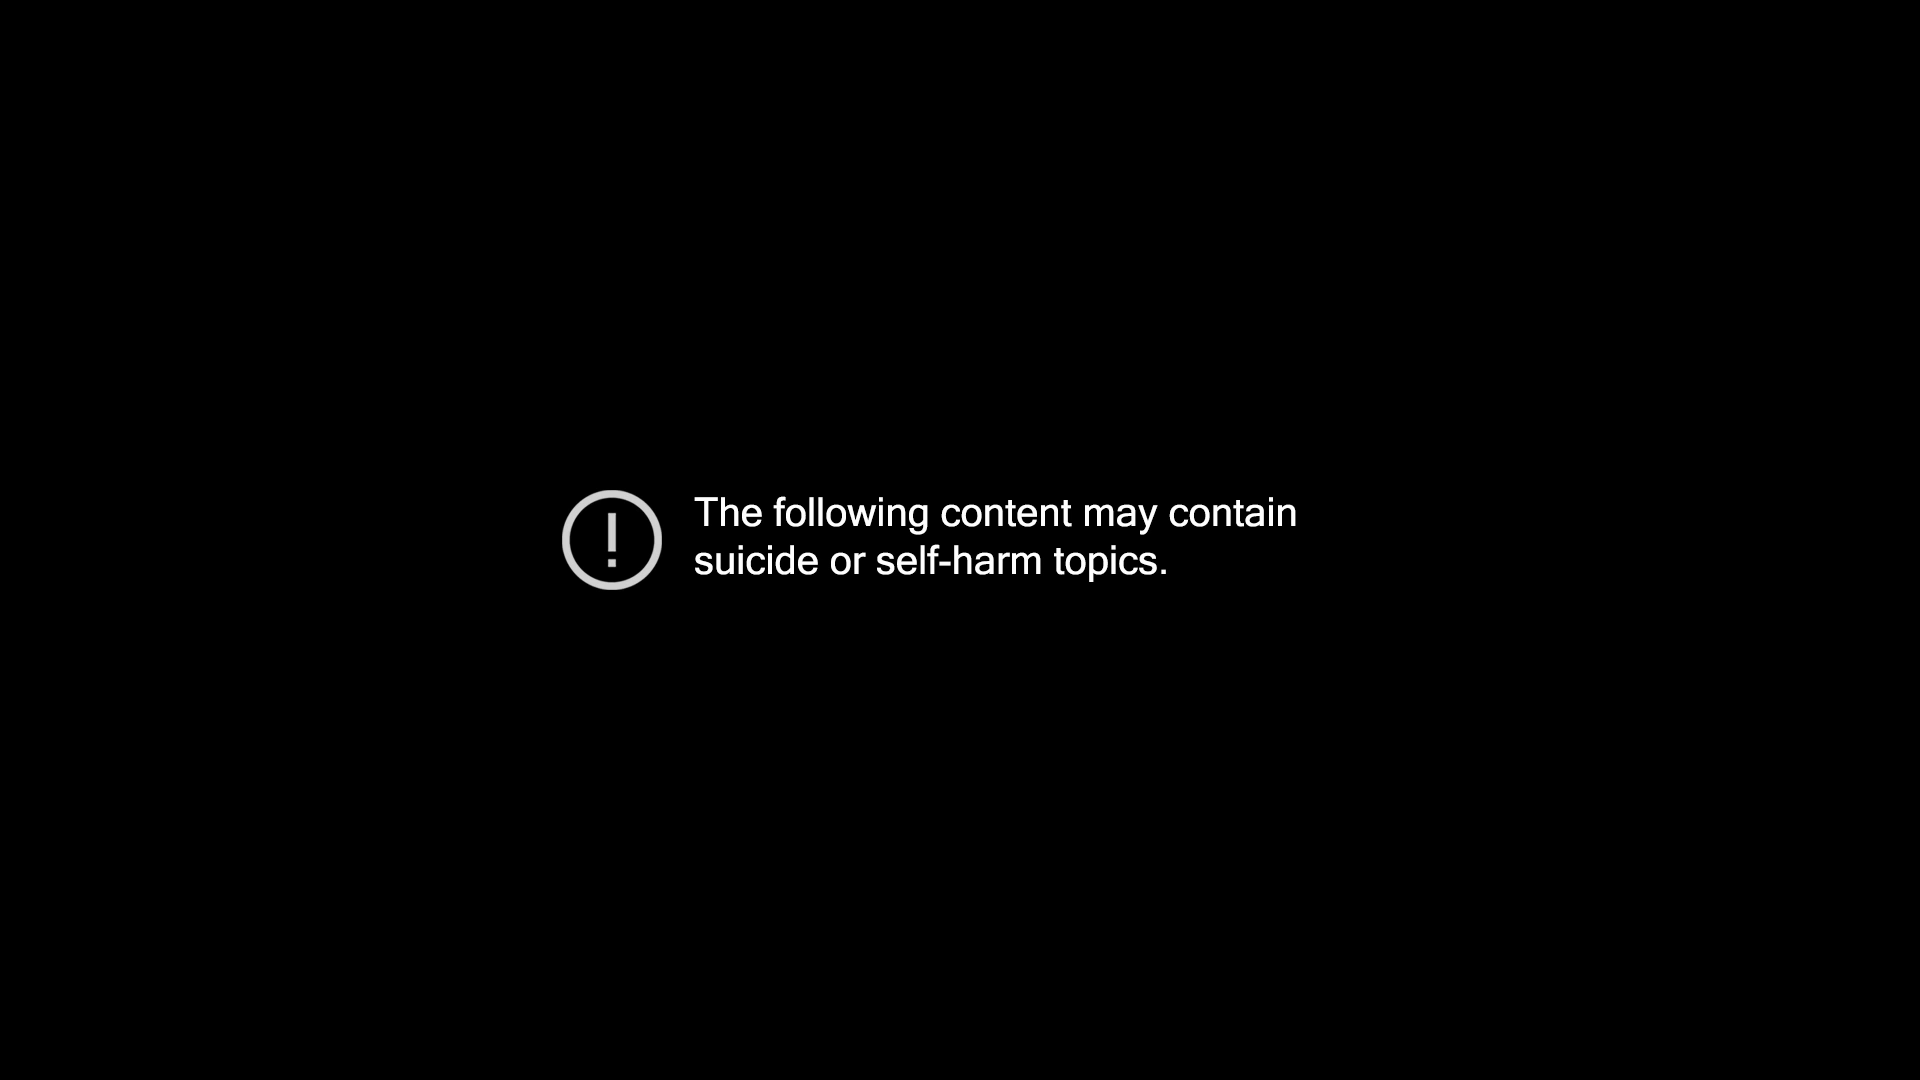 The following content may contain
suicide or self-harm topics.